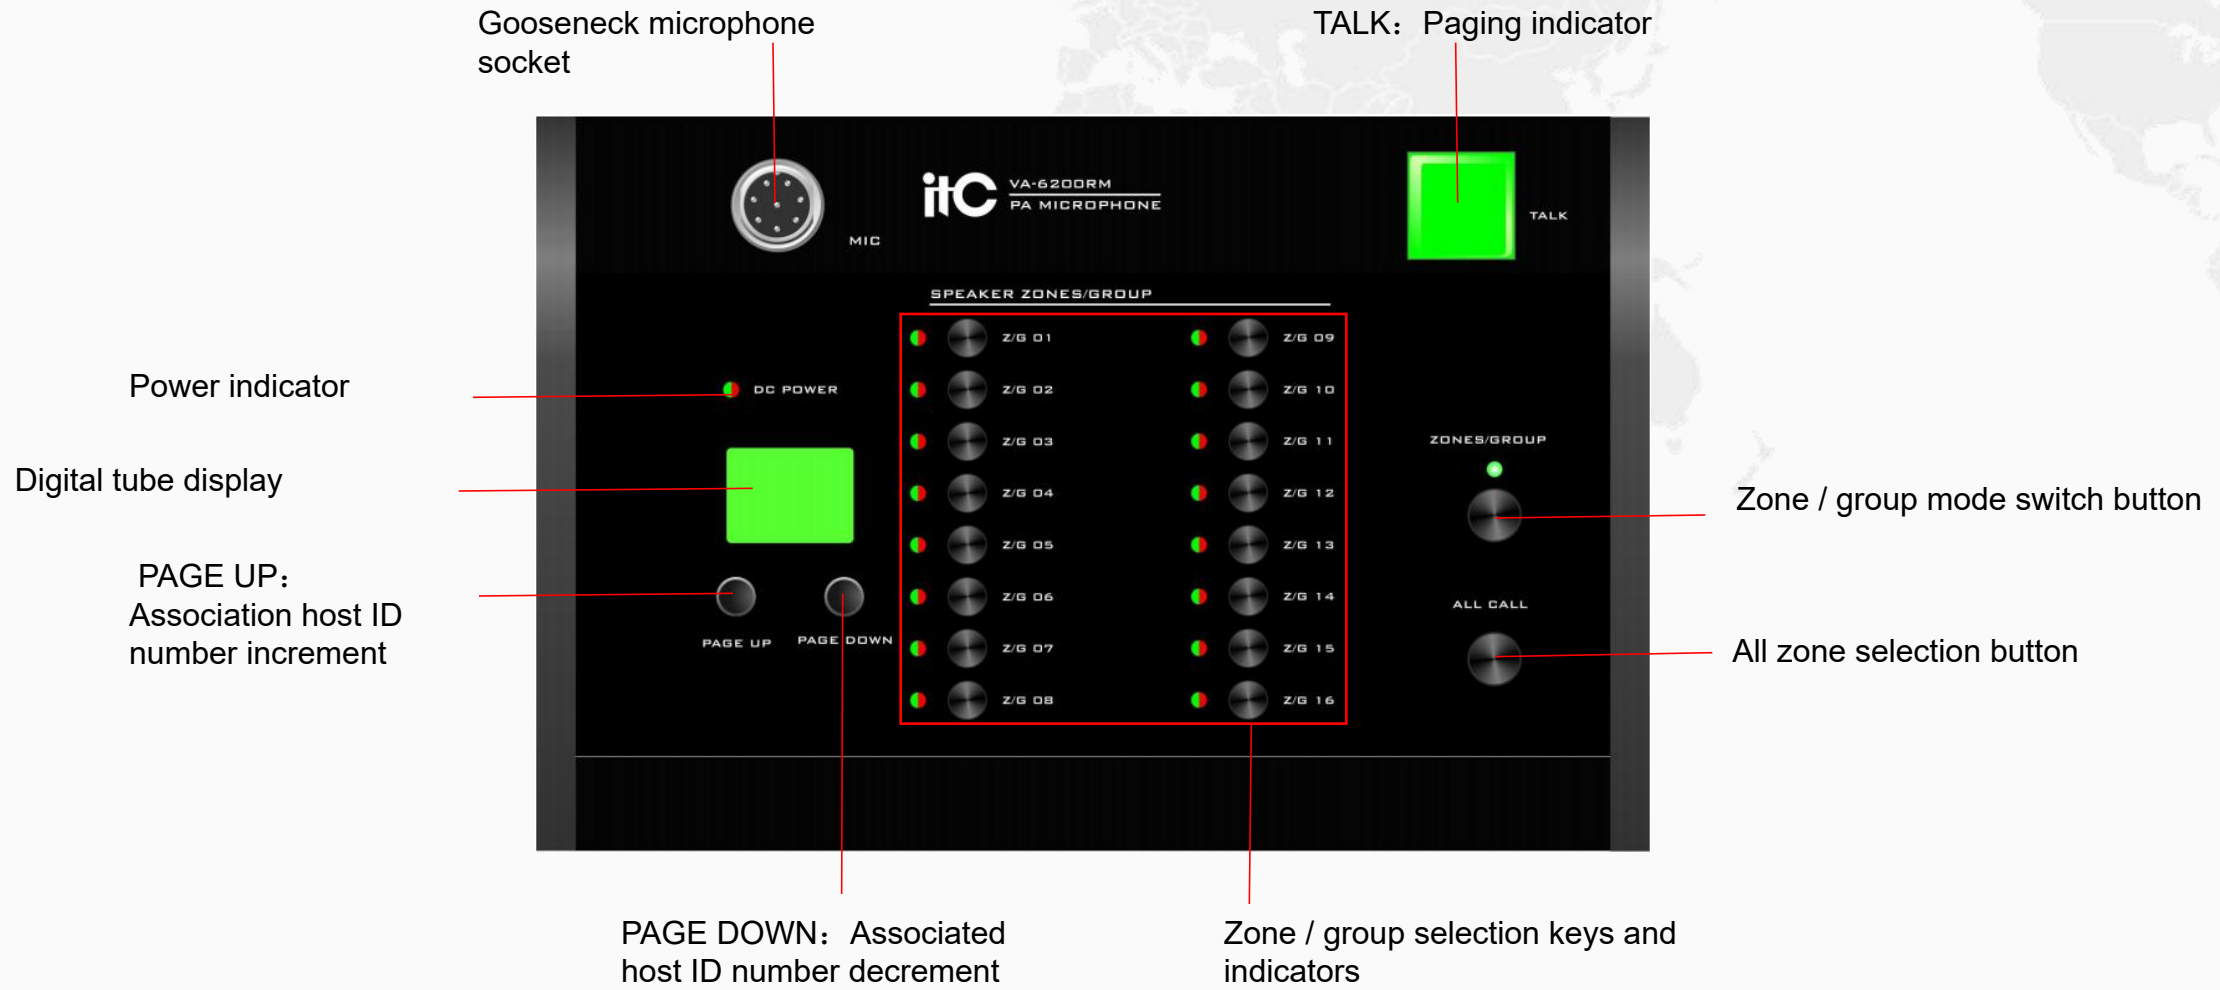 Gooseneck microphone
socket
TALK：Paging indicator
itC
VA-6200RM
PA MICROPHONE
MIC
TALK
SPEAKER ZONES/GROUP
Z/G 01
Z/G 02
Z/G 03
Z/G 04
Z/G 05
Z/G 06
Z/G 07
Z/G 08
Z/G 09
Z/G 10
Z/G 11
Z/G 12
Z/G 13
Z/G 14
Z/G 15
Z/G 16
Power indicator
DC POWER
Digital tube display
PAGE UP：
Association host ID
number increment
PAGE UP
PAGE DOWN
ZONES/GROUP
Zone / group mode switch button
ALL CALL
All zone selection button
PAGE DOWN：Associated
host ID number decrement
Zone / group selection keys and
indicators